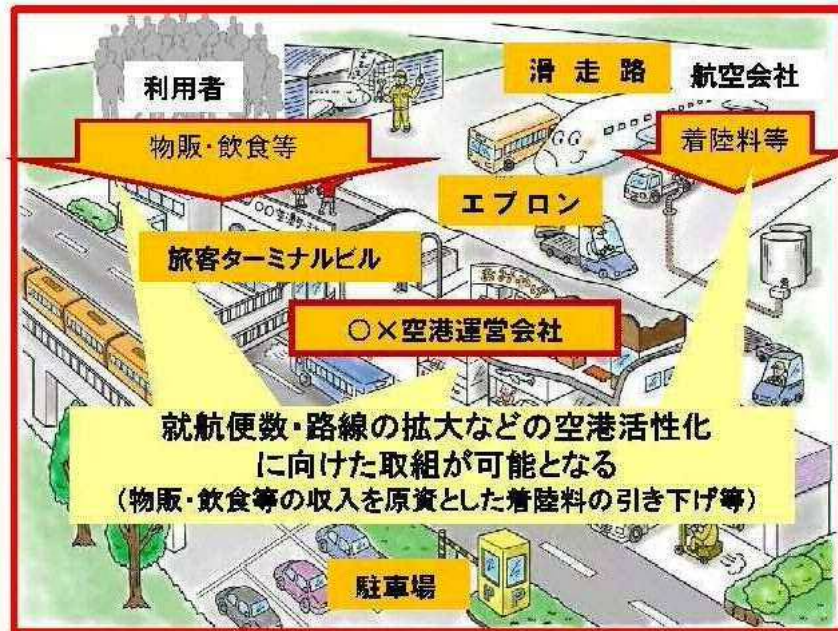 利用者
滑走路
航空会社
物販・飲食等
着陸料等
エプロン
旅客ターミナルビル
○×空港運営会社
就航便数・路線の拡大などの空港活性化
に向けた取組が可能となる
（物販・飲食等の収入を原資とした着陸料の引き下げ等）
駐車場
P